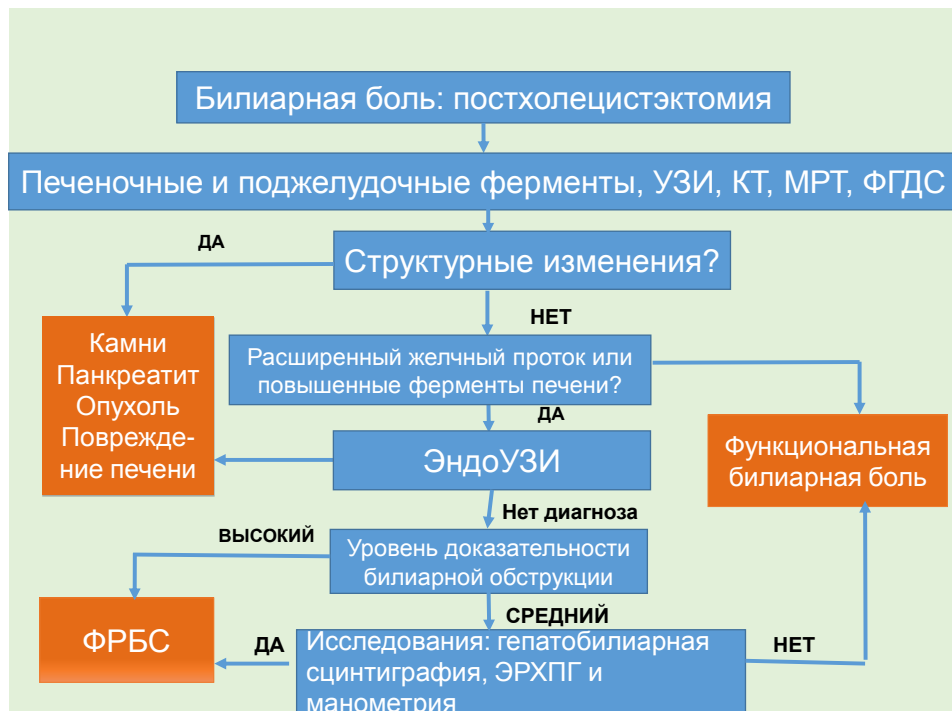 Билиарная боль: постхолецистэктомия
Печеночные и поджелудочные ферменты, УЗИ, КТ, МРТ, ФГДС
ДА
Структурные изменения?
НЕТ
Камни
Панкреатит
Опухоль
Поврежде-
ние печени
Расширенный желчный проток или
повышенные ферменты печени?
ДА
Функциональная
билиарная боль
ЭндоУЗИ
Нет диагноза
ВЫСОКИЙ
Уровень доказательности
билиарной обструкции
СРЕДНИЙ
ФРБС
ДА
Исследования: гепатобилиарная
сцинтиграфия, ЭРХПГ и
манометрия
НЕТ